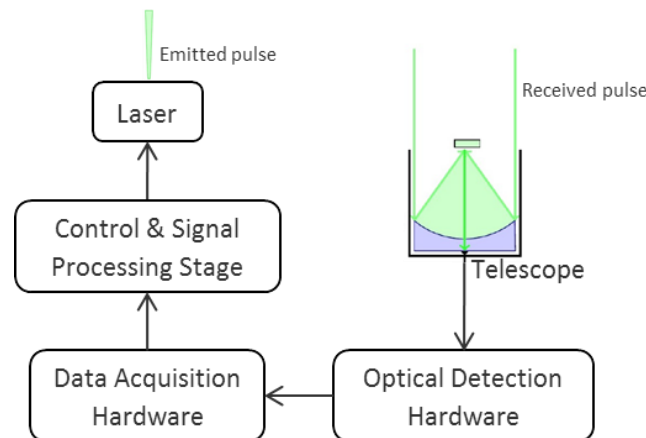 Emitted pulse
Laser
Received pulse
Control & Signal
Processing Stage
Telescope
Data Acquisition
Hardware
Optical Detection
Hardware